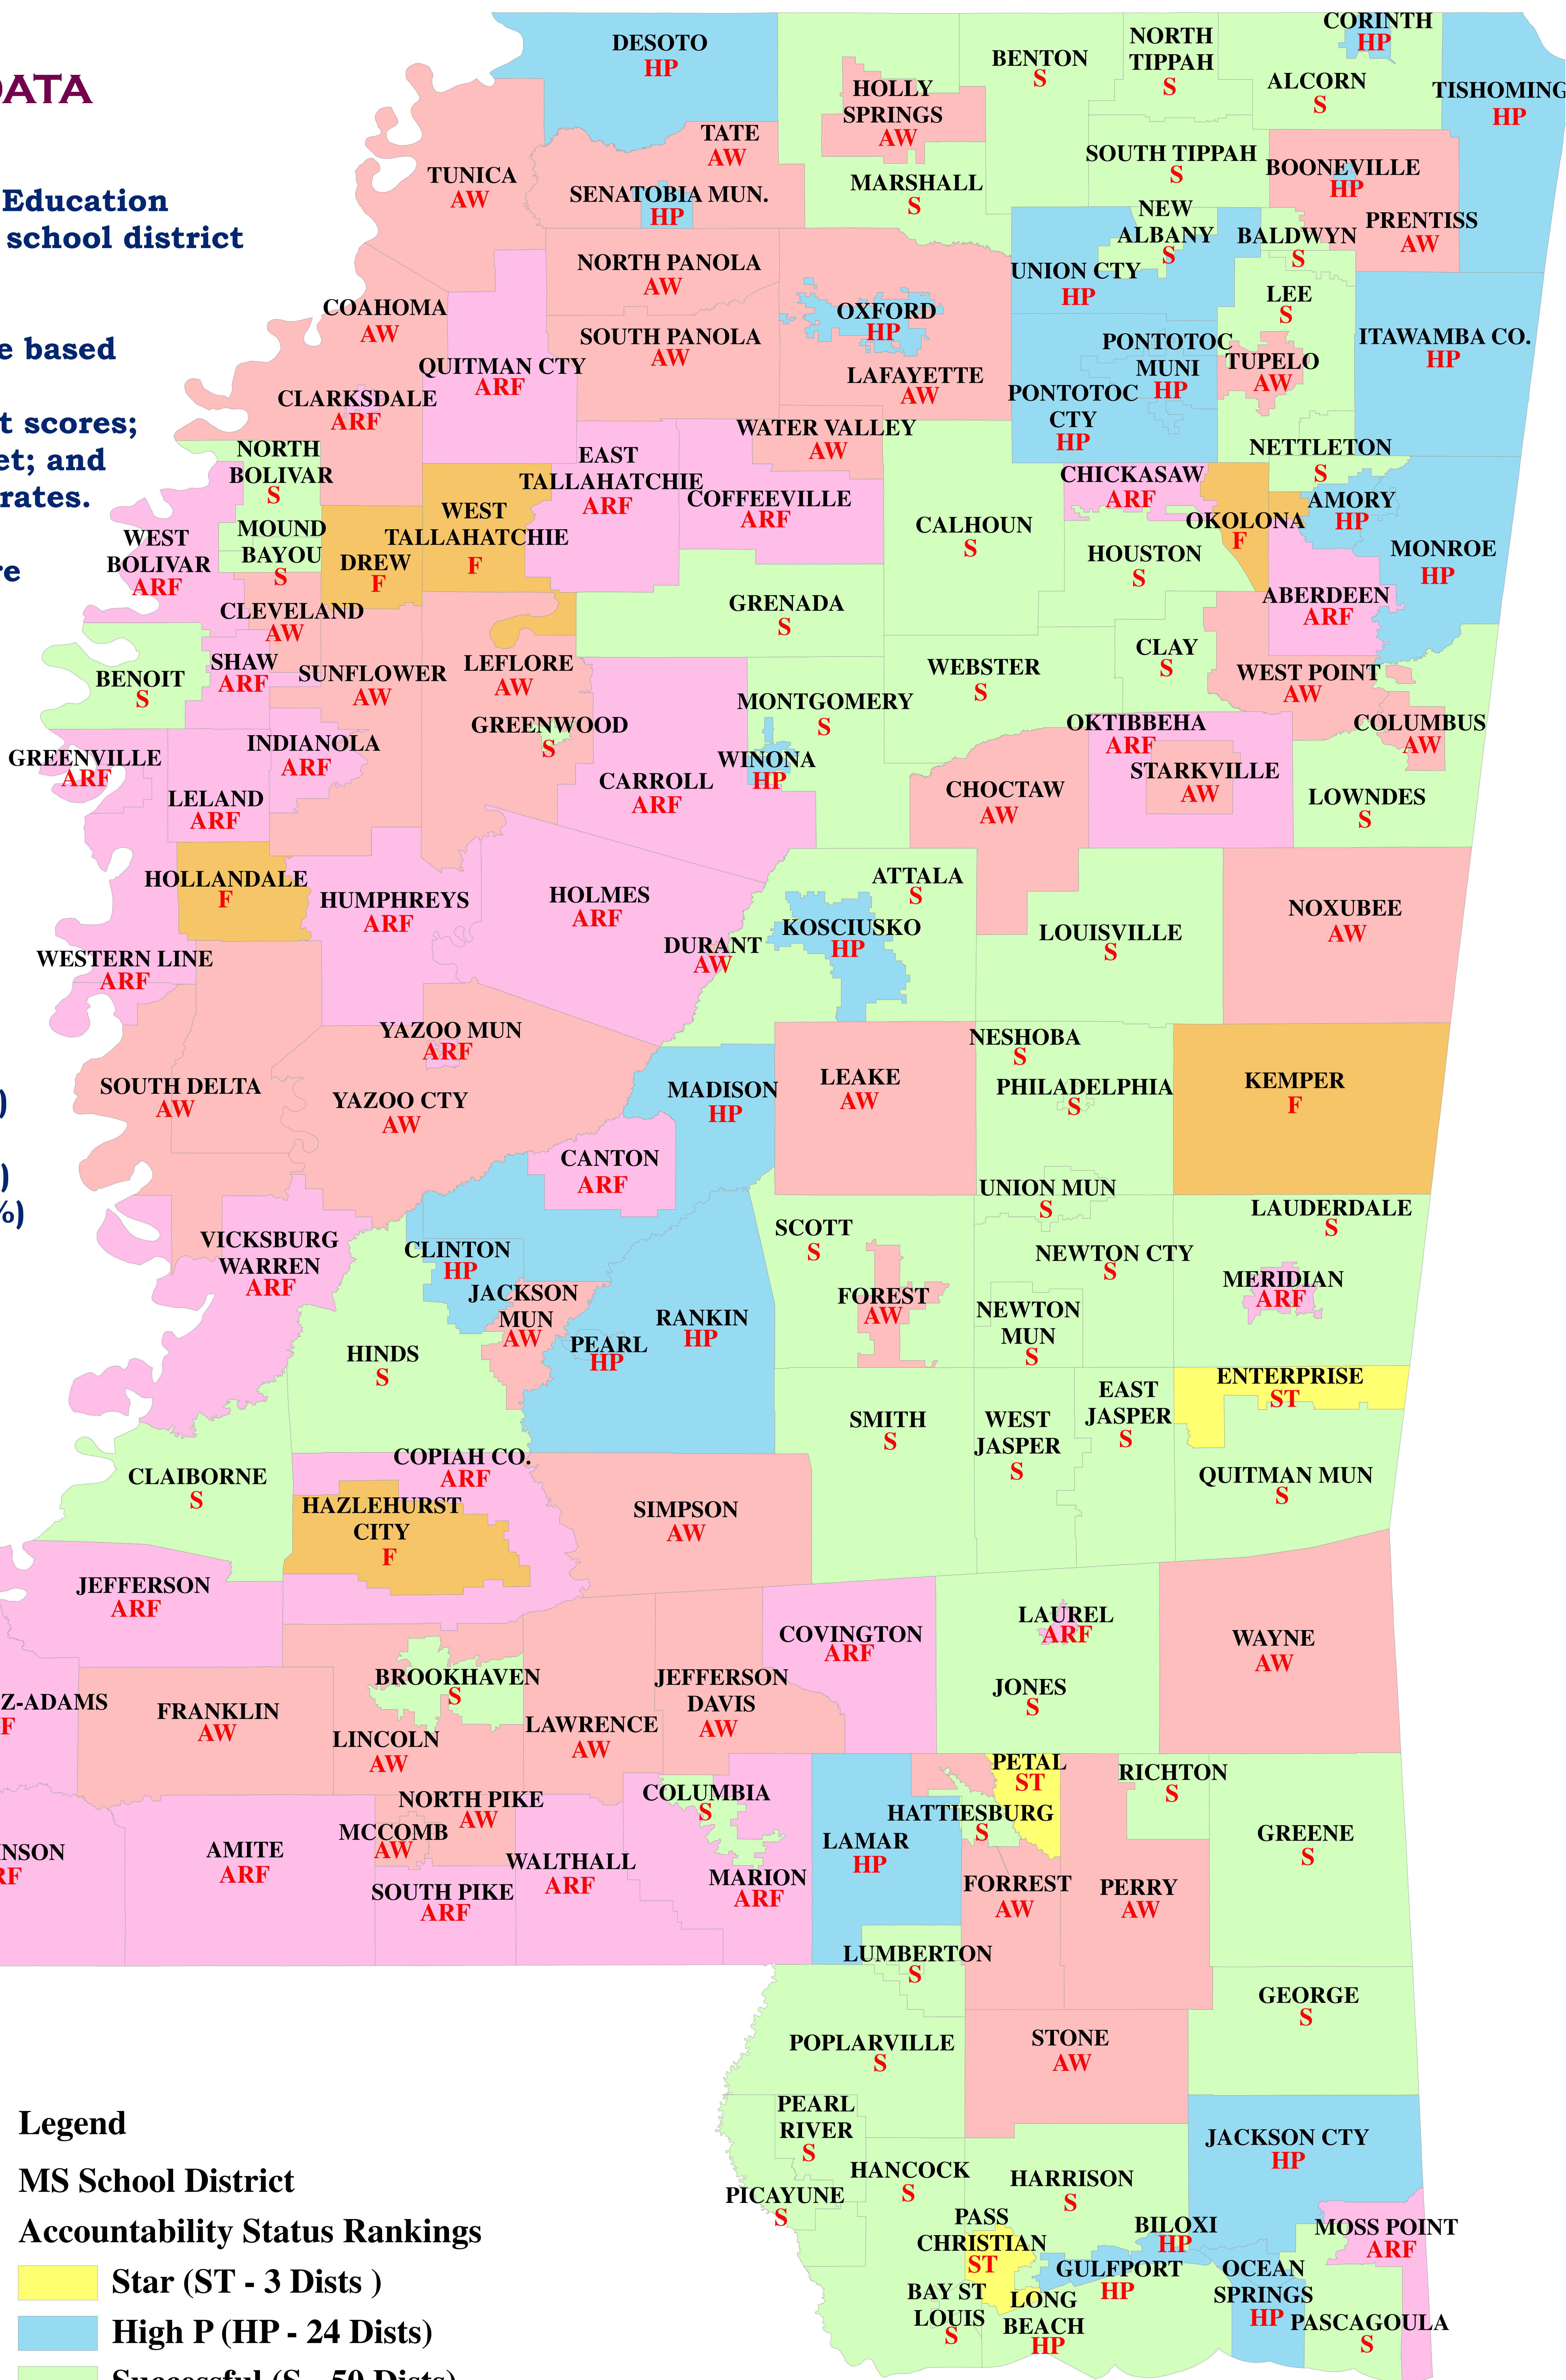 DATA
Education
school district
e based
t scores;
et; and
rates.
re
)
)
%)
DESOTO
HP
CORINTH
HP
NORTH
TIPPAH
S
BENTON
S
ALCORN
S
TISHOMING
HP
HOLLY
SPRINGS
AW
TATE
AW
TUNICA
AW
SENATOBIA MUN.
HP
MARSHALL
S
SOUTH TIPPAH
S
BOONEVILLE
HP
PRENTISS
AW
NEW
ALBANY
S
BALDWYN
S
NORTH PANOLA
AW
UNION CTY
HP
LEE
S
COAHOMA
AW
OXFORD
HP
SOUTH PANOLA
AW
ITAWAMBA CO.
HP
PONTOTOC
MUNI
HP
TUPELO
AW
QUITMAN CTY
ARF
LAFAYETTE
AW
PONTOTOC
CTY
HP
CLARKSDALE
ARF
WATER VALLEY
AW
NORTH
BOLIVAR
S
EAST
TALLAHATCHIE
ARF
NETTLETON
S
CHICKASAW
ARF
COFFEEVILLE
ARF
AMORY
HP
WEST
TALLAHATCHIE
F
OKOLONA
F
CALHOUN
S
MOUND
BAYOU
S
WEST
BOLIVAR
ARF
DREW
F
HOUSTON
S
MONROE
HP
ABERDEEN
ARF
GRENADA
S
CLEVELAND
AW
CLAY
S
SHAW
ARF
LEFLORE
AW
WEBSTER
S
BENOIT
S
SUNFLOWER
AW
WEST POINT
AW
MONTGOMERY
S
GREENWOOD
S
OKTIBBEHA
ARF
COLUMBUS
AW
INDIANOLA
ARF
GREENVILLE
ARF
WINONA
HP
STARKVILLE
AW
CARROLL
ARF
CHOCTAW
AW
LELAND
ARF
LOWNDES
S
HOLLANDALE
F
ATTALA
S
HUMPHREYS
ARF
HOLMES
ARF
NOXUBEE
AW
KOSCIUSKO
HP
LOUISVILLE
S
DURANT
AW
WESTERN LINE
ARF
YAZOO MUN
ARF
NESHOBA
S
LEAKE
AW
KEMPER
F
SOUTH DELTA
AW
MADISON
HP
PHILADELPHIA
S
YAZOO CTY
AW
CANTON
ARF
UNION MUN
S
LAUDERDALE
S
SCOTT
S
VICKSBURG
WARREN
ARF
CLINTON
HP
NEWTON CTY
S
MERIDIAN
ARF
JACKSON
MUN
AW
FOREST
AW
NEWTON
MUN
S
RANKIN
HP
PEARL
HP
HINDS
S
ENTERPRISE
ST
EAST
JASPER
S
SMITH
S
WEST
JASPER
S
COPIAH CO.
ARF
CLAIBORNE
S
QUITMAN MUN
S
HAZLEHURST
CITY
F
SIMPSON
AW
JEFFERSON
ARF
LAUREL
ARF
COVINGTON
ARF
WAYNE
AW
BROOKHAVEN
S
JEFFERSON
DAVIS
AW
JONES
S
Z-ADAMS
F
FRANKLIN
AW
LINCOLN
AW
LAWRENCE
AW
PETAL
ST
RICHTON
S
COLUMBIA
S
NORTH PIKE
AW
HATTIESBURG
S
MCCOMB
AW
LAMAR
HP
GREENE
S
INSON
RF
AMITE
ARF
WALTHALL
ARF
MARION
ARF
FORREST
AW
PERRY
AW
SOUTH PIKE
ARF
LUMBERTON
S
GEORGE
S
POPLARVILLE
S
STONE
AW
PEARL
RIVER
S
JACKSON CTY
HP
HANCOCK
S
HARRISON
S
PICAYUNE
S
PASS
CHRISTIAN
ST
BILOXI
HP
MOSS POINT
ARF
GULFPORT
HP
OCEAN
SPRINGS
HP
BAY ST
LOUIS
S
LONG
BEACH
HP
PASCAGOULA
S
Legend
MS School District
Accountability Status Rankings
Star (ST - 3 Dists )
High P (HP - 24 Dists)
Successful (S - 50 Dists)